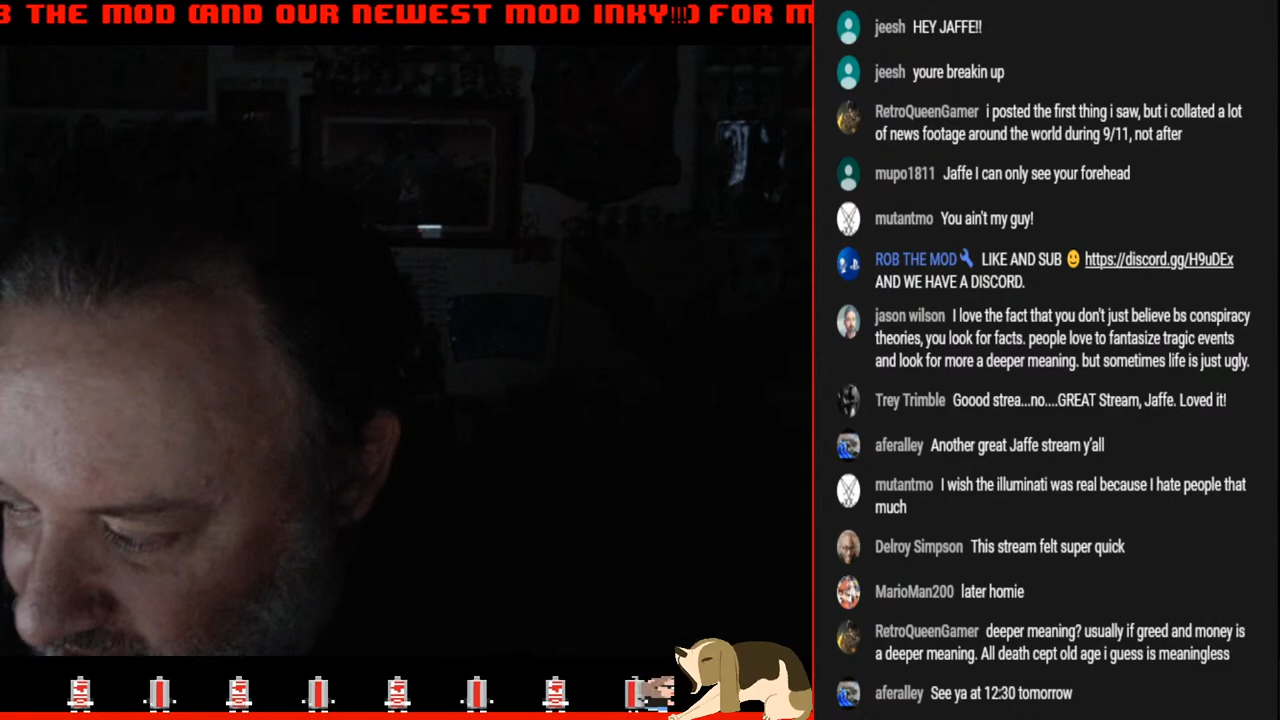 B THE MOD (AND OUR NEWEST MOD INKY!!!) FOR M
jeesh HEY JAFFE!!
jeesh youre breakin up
RetroQueenGamer i posted the first thing i saw, but i collated a lot
of news footage around the world during 9/11, not after
mupo1811 Jaffe I can only see your forehead
mutantmo You ain't my guy!
ROB THE MOD LIKE AND SUB https://discord.gg/H9uDEx
AND WE HAVE A DISCORD.
jason wilson I love the fact that you don't just believe bs conspiracy
theories, you look for facts. people love to fantasize tragic events
and look for more a deeper meaning. but sometimes life is just ugly.
Trey Trimble Goood strea...no....GREAT Stream, Jaffe. Loved it!
aferalley Another great Jaffe stream y'all
mutantmo I wish the illuminati was real because I hate people that
much
Delroy Simpson This stream felt super quick
MarioMan200 later homie
RetroQueenGamer deeper meaning? usually if greed and money is
a deeper meaning. All death cept old age i guess is meaningless
aferalley See ya at 12:30 tomorrow